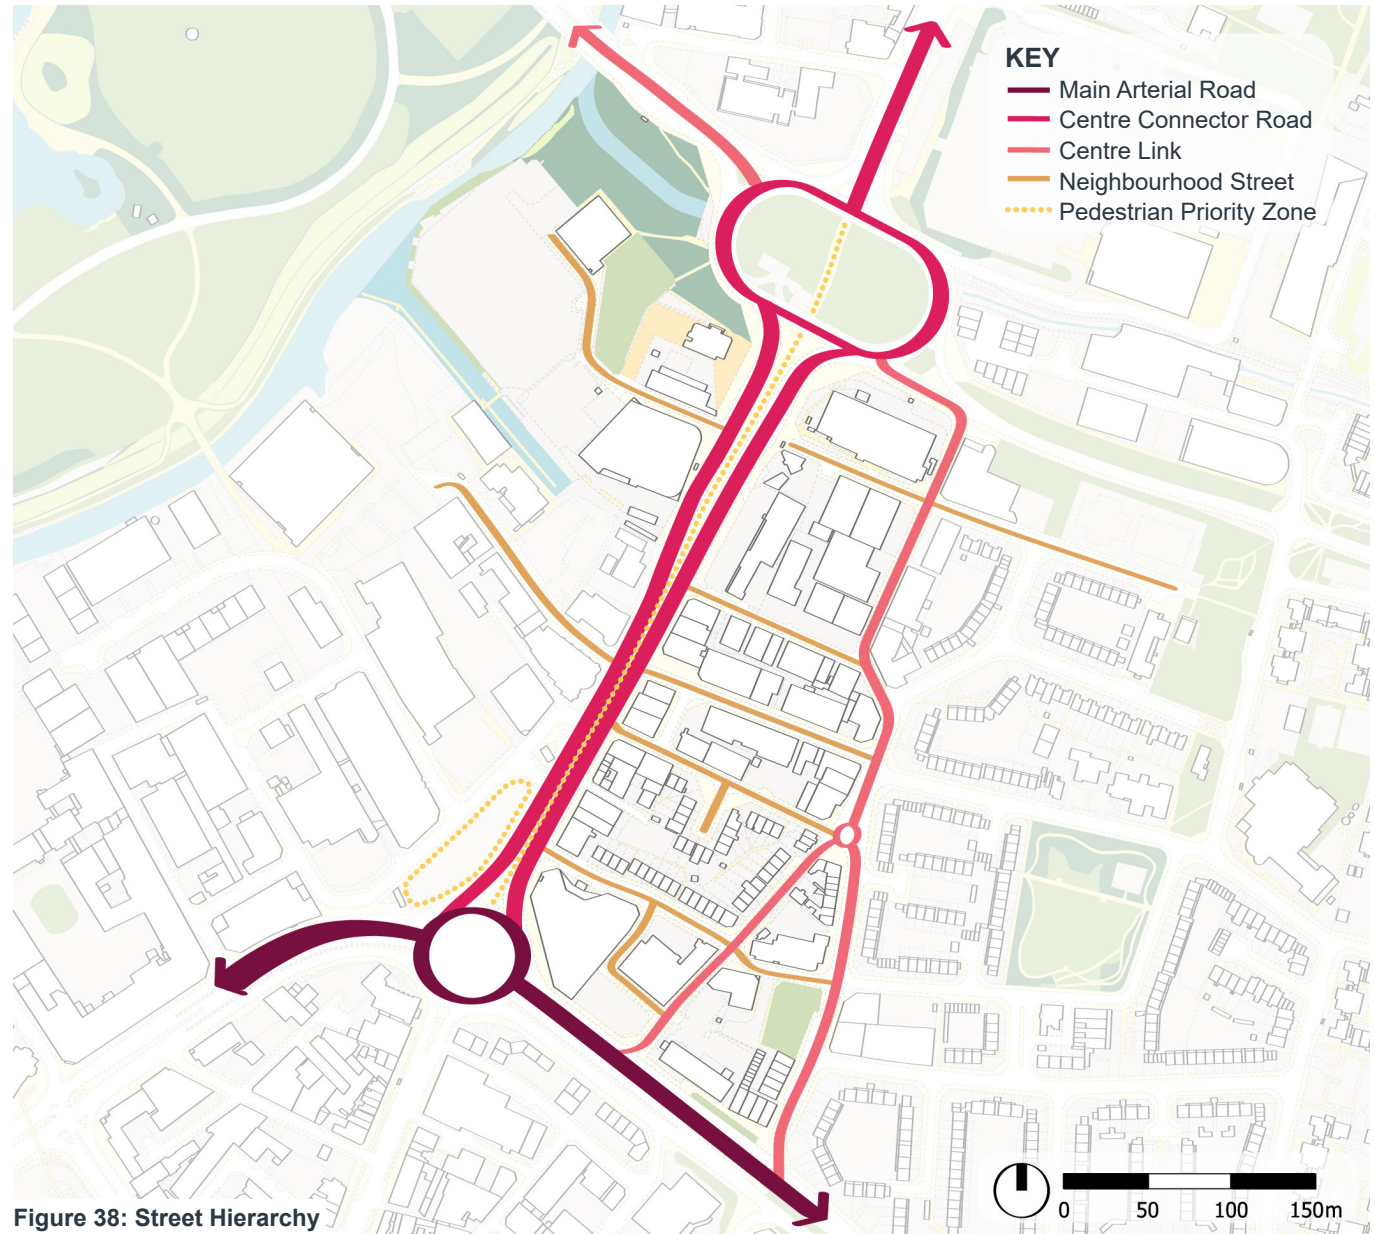 KEY
Main Arterial Road
Centre Connector Road
Centre Link
Neighbourhood Street
Pedestrian Priority Zone
0 50 100 150m
Figure 38: Street Hierarchy